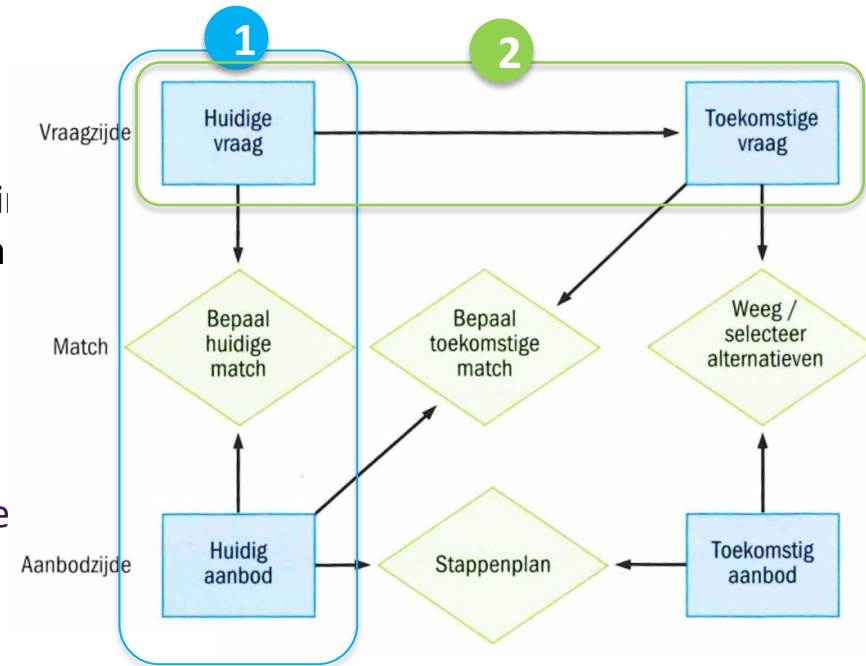 1
2
Vraagzijde
Huidige
vraag
Toekomstige
vraag
Match
Bepaal
huidige
match
Bepaal
toekomstige
match
Weeg /
selecteer
alternatieven
Aanbodzijde
Huidig
aanbod
Stappenplan
Toekomstig
aanbod